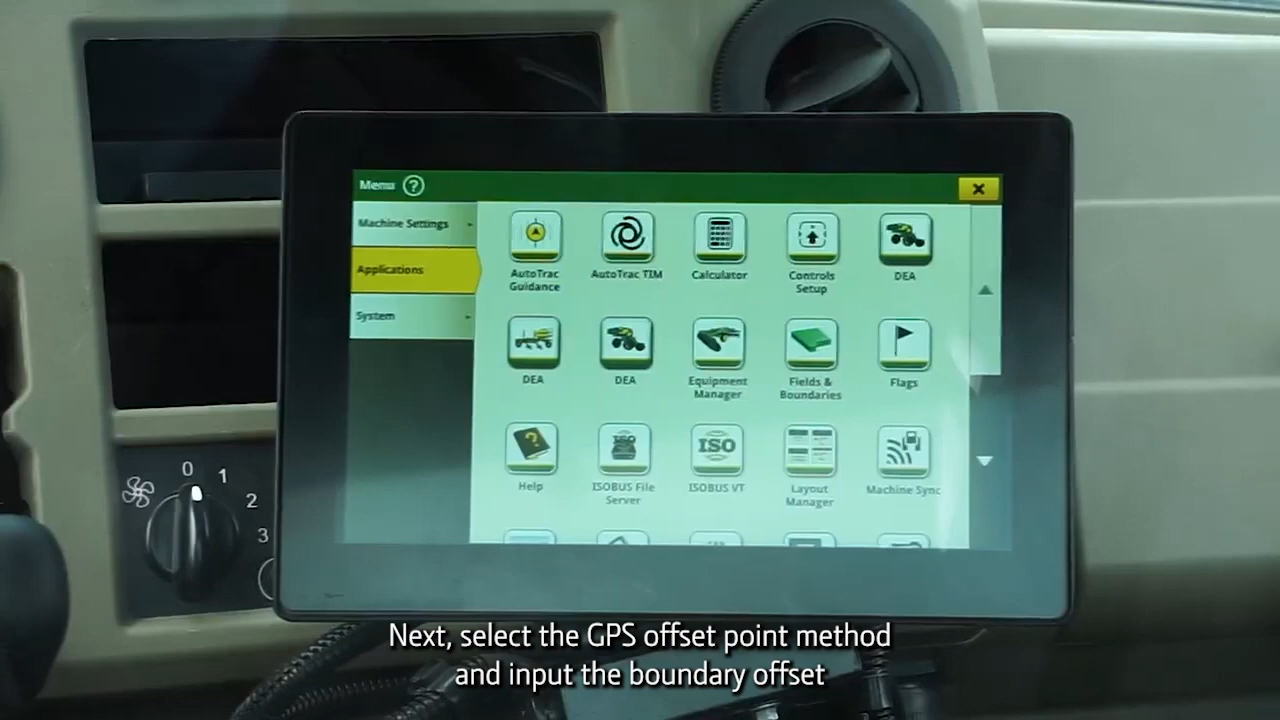 Menu ?
Machine Settings
Applications
System
AutoTrac
Guidance
AutoTrac TIM
Calculator
Controls
Setup
DEA
DEA
DEA
Equipment
Manager
Fields &
Boundaries
Flags
Help
ISO
ISOBUS File
Server
ISO
ISOBUS VT
Layout
Manager
Machine Sync
0
1
2
3
Next, select the GPS offset point method
and input the boundary offset